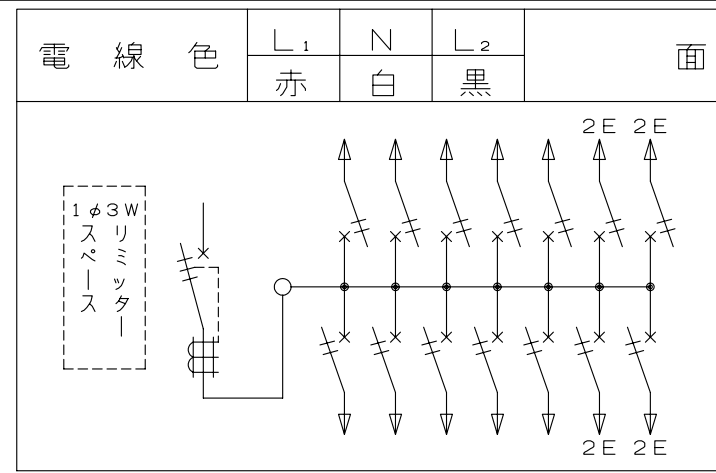 電線色 L1 N L2 面
赤 白 黒
2E 2E
1φ3W
リミッター
スペース
2E 2E